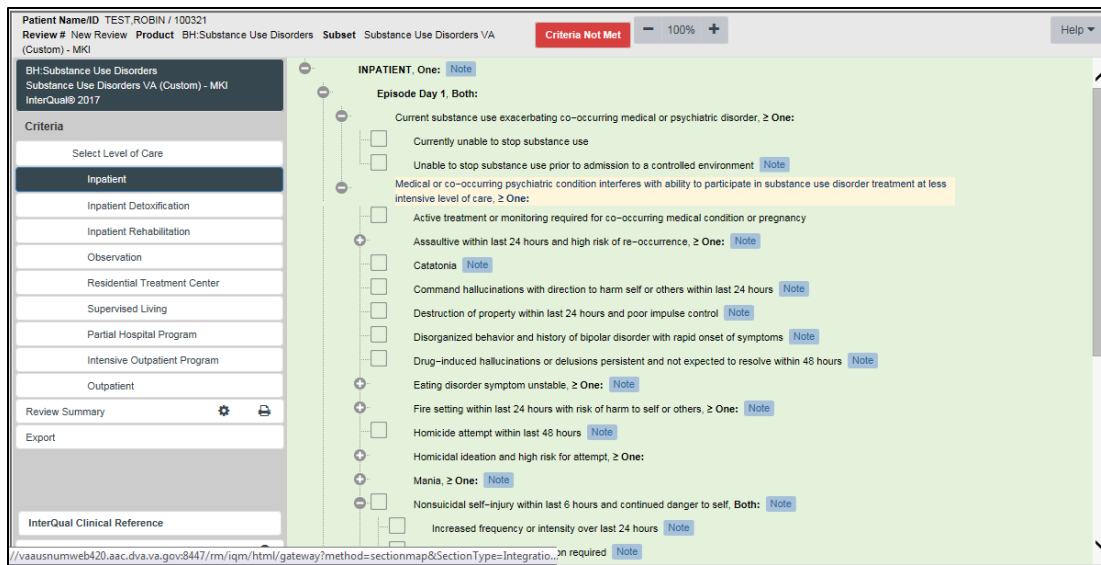 Patient Name/ID TEST,ROBIN / 100321
Review # New Review Product BH:Substance Use Disorders Subset Substance Use Disorders VA
(Custom) - MKI
Criteria Not Met
100%
Help
BH:Substance Use Disorders
Substance Use Disorders VA (Custom) - MKI
InterQual® 2017
Criteria
Select Level of Care
Inpatient
Inpatient Detoxification
Inpatient Rehabilitation
Observation
Residential Treatment Center
Supervised Living
Partial Hospital Program
Intensive Outpatient Program
Outpatient
Review Summary
Export
InterQual Clinical Reference
//vaausnumweb420.aac.dva.va.gov:8447/rm/iqm/html/gateway?method=sectionmap&SectionType=Integratio...
INPATIENT, One: Note
Episode Day 1, Both:
Current substance use exacerbating co-occurring medical or psychiatric disorder, ≥ One:
Currently unable to stop substance use
Unable to stop substance use prior to admission to a controlled environment Note
Medical or co-occurring psychiatric condition interferes with ability to participate in substance use disorder treatment at less
intensive level of care, ≥ One:
Active treatment or monitoring required for co-occurring medical condition or pregnancy
Assaultive within last 24 hours and high risk of re-occurrence, ≥ One: Note
Catatonia Note
Command hallucinations with direction to harm self or others within last 24 hours Note
Destruction of property within last 24 hours and poor impulse control Note
Disorganized behavior and history of bipolar disorder with rapid onset of symptoms Note
Drug-induced hallucinations or delusions persistent and not expected to resolve within 48 hours Note
Eating disorder symptom unstable, ≥ One: Note
Fire setting within last 24 hours with risk of harm to self or others, ≥ One: Note
Homicide attempt within last 48 hours Note
Homicidal ideation and high risk for attempt, ≥ One:
Mania, ≥ One: Note
Nonsuicidal self-injury within last 6 hours and continued danger to self, Both: Note
Increased frequency or intensity over last 24 hours Note
required Note